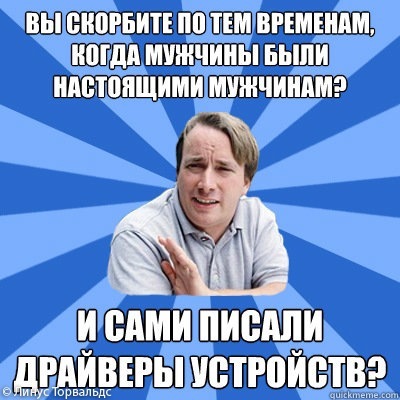 ВЫ СКОРБИТЕ ПО ТЕМ ВРЕМЕНАМ,
КОГДА МУЖЧИНЫ БЫЛИ
НАСТОЯЩИМИ МУЖЧИНАМ?
И САМИ ПИСАЛИ
ДРАЙВЕРЫ УСТРОЙСТВ?
© Линус Торвальдс
quickmeme.com